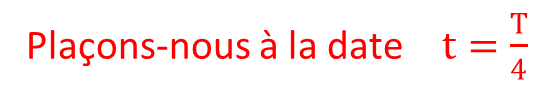 Plaçons-nous à la date t = T/4